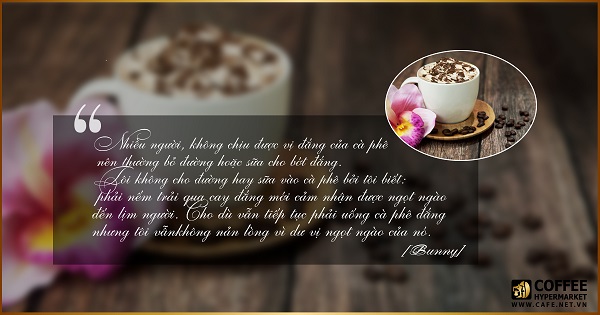 “
Nhiều người, không chịu được vị đắng của cà phê
nên thường bỏ đường hoặc sữa cho bớt đắng.
Tôi không cho đường hay sữa vào cà phê bởi tôi biết:
phải nếm trải qua cay đắng mới cảm nhận được ngọt ngào
đến lịm người. Cho dù vẫn tiếp tục phải uống cà phê đắng
nhưng tôi vẫnkhông nản lòng vì dư vị ngọt ngào của nó.
[Bunny]
COFFEE
HYPERMARKET
WWW.CAFE.NET.VN